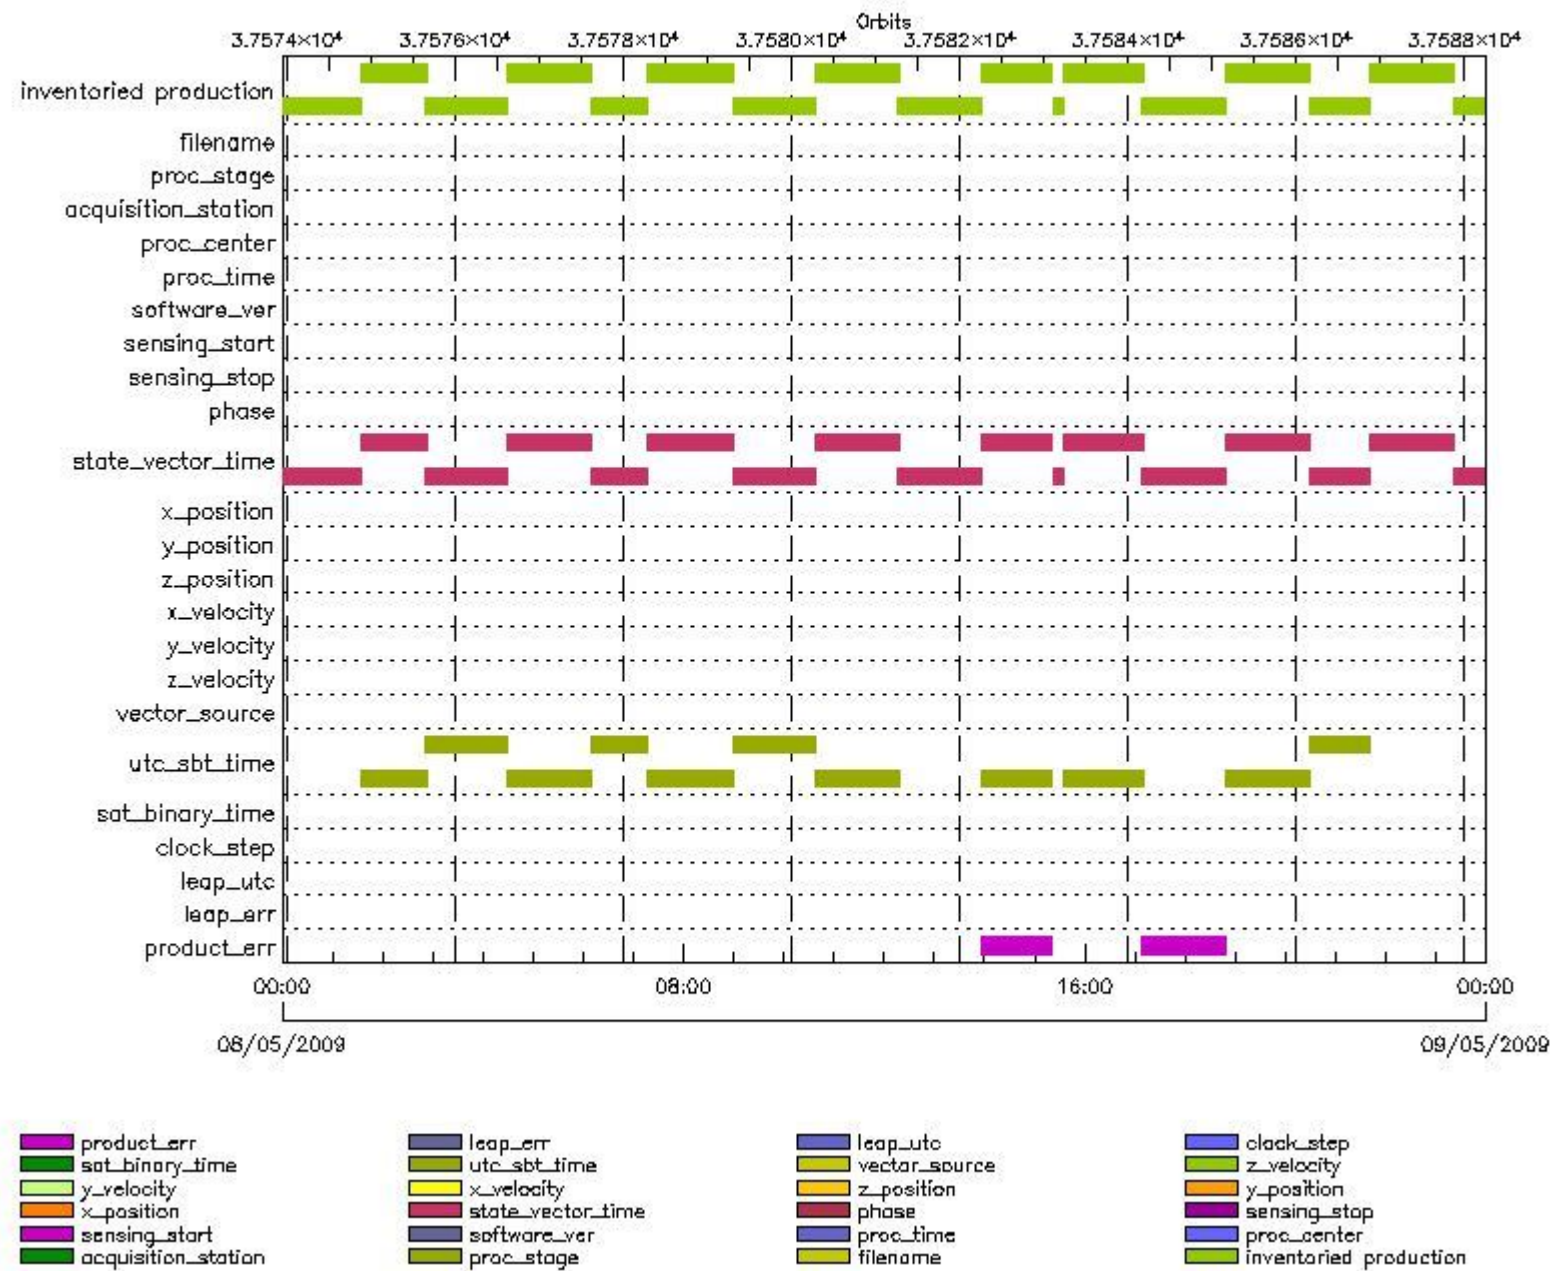 Orbits
3.7574×10⁴ 3.7576×10⁴ 3.7578×10⁴ 3.7580×10⁴ 3.7582×10⁴ 3.7584×10⁴ 3.7586×10⁴ 3.7588×10⁴
inventoried production
filename
proc_stage
acquisition_station
proc_center
proc_time
software_ver
sensing_start
sensing_stop
phase
state_vector_time
x_position
y_position
z_position
x_velocity
y_velocity
z_velocity
vector_source
utc_sbt_time
sat_binary_time
clock_step
leap_utc
leap_err
product_err
00:00 08:00 16:00 00:00
08/05/2009 09/05/2009
product_err leap_err leap_utc clock_step
sat_binary_time utc_sbt_time vector_source z_velocity
y_velocity x_velocity z_position y_position
x_position state_vector_time phase sensing_stop
sensing_start software_ver proc_time proc_center
acquisition_station proc_stage filename inventoried production